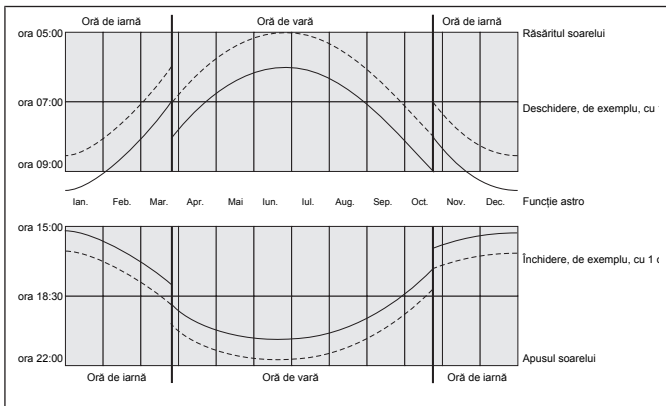 Oră de iarnă Oră de vară Oră de iarnă
ora 05:00 Răsăritul soarelui
ora 07:00 Deschidere, de exemplu, cu
ora 09:00
Ian. Feb. Mar. Apr. Mai Iun. Iul. Aug. Sep. Oct. Nov. Dec. Funcție astro
ora 15:00
Închidere, de exemplu, cu 1
ora 18:30
ora 22:00 Apusul soarelui
Oră de iarnă Oră de vară Oră de iarnă